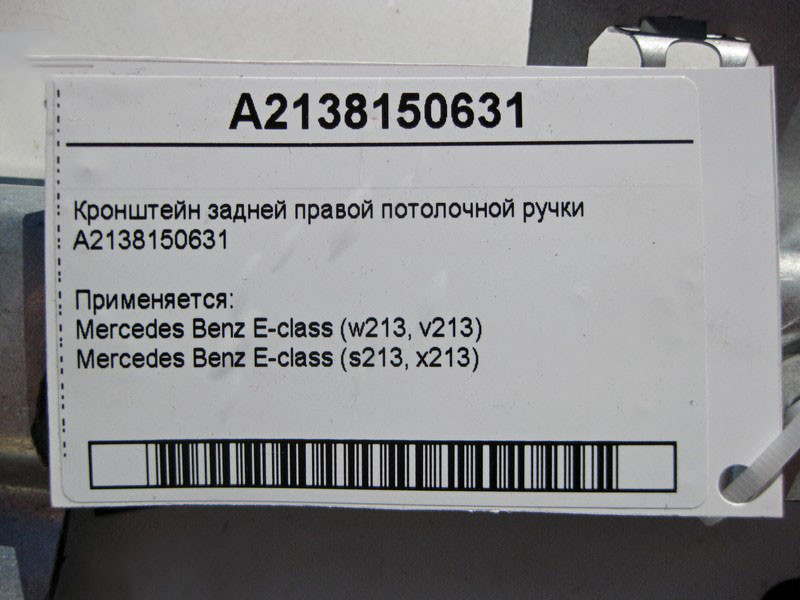 A2138150631
Кронштейн задней правой потолочной ручки
A2138150631
Применяется:
Mercedes Benz E-class (w213, v213)
Mercedes Benz E-class (s213, x213)